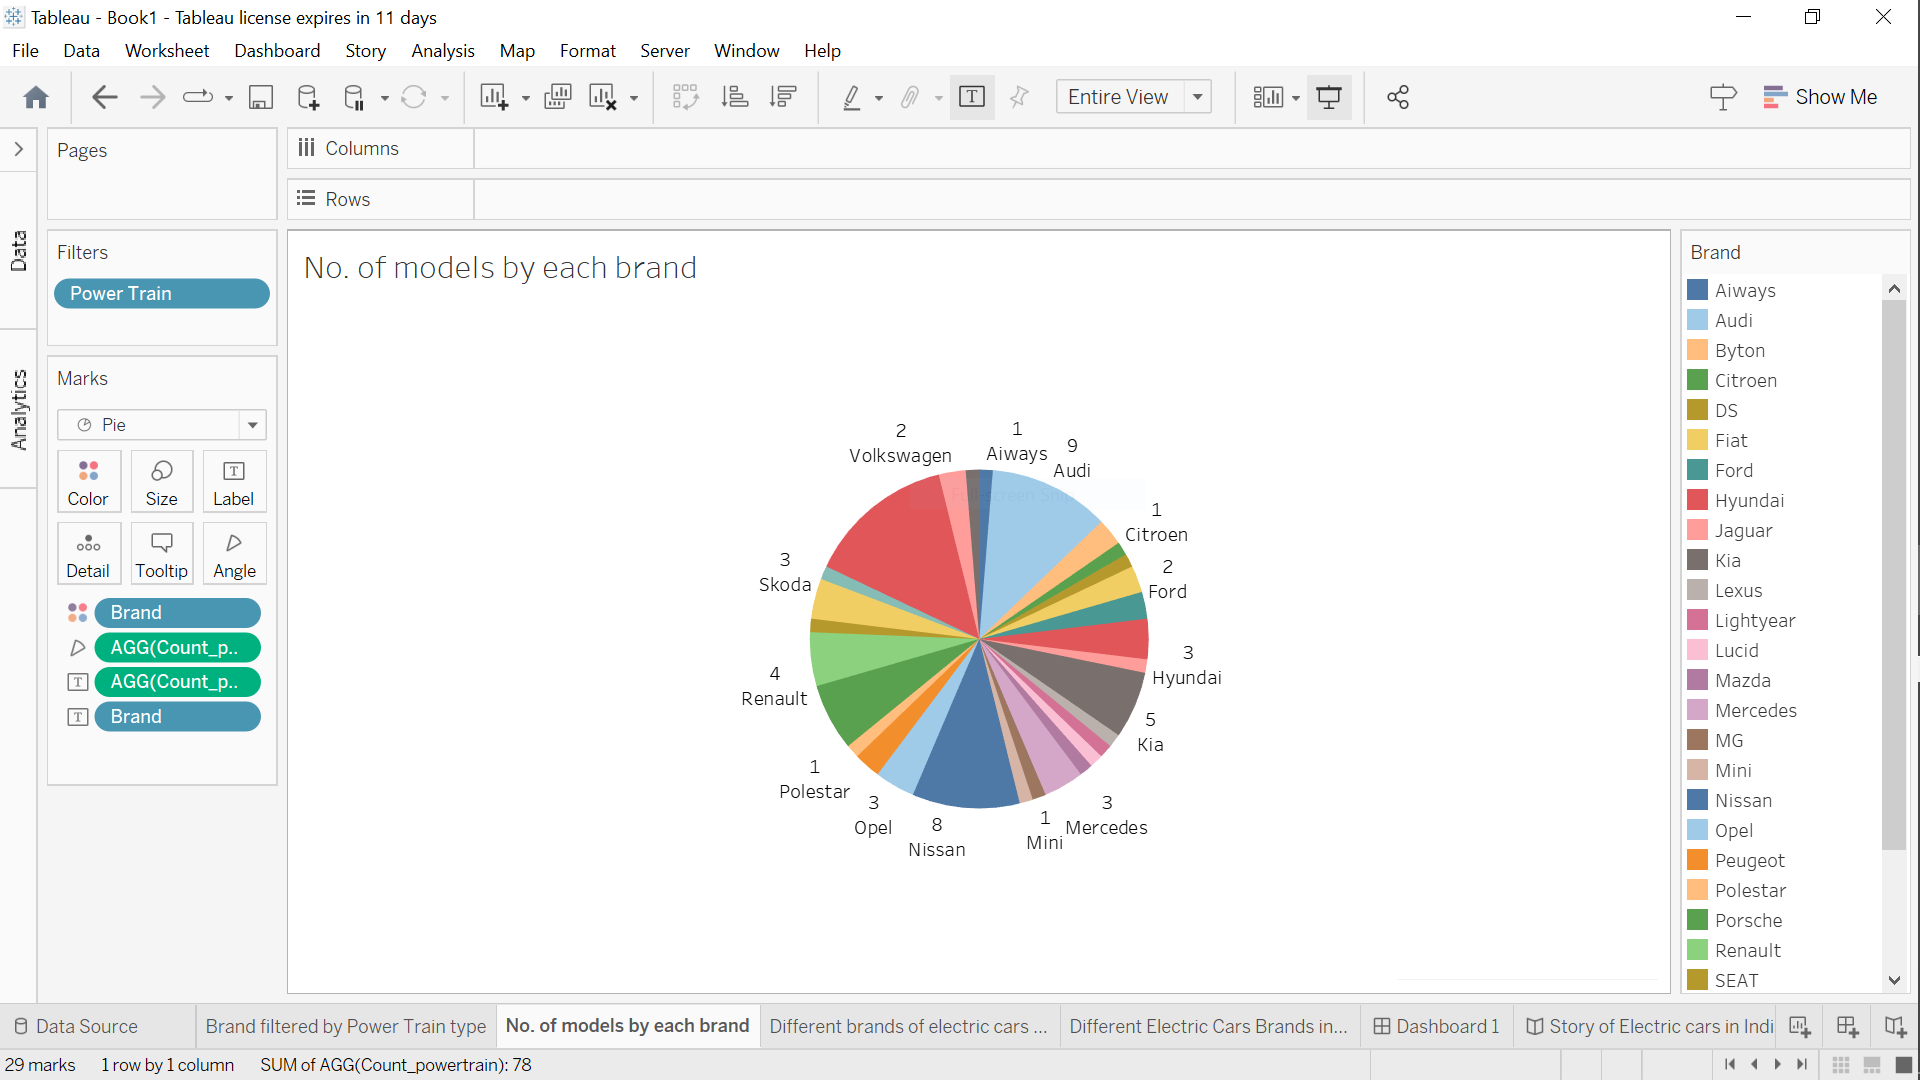 Tableau - Book1 - Tableau license expires in 11 days
File Data Worksheet Dashboard Story Analysis Map Format Server Window Help
Entire View
Show Me
Data
Analytics
Pages
Columns
Rows
Filters
Power Train
Marks
Pie
Color Size Label
Detail Tooltip Angle
Brand
AGG(Count_p..
AGG(Count_p..
Brand
No. of models by each brand
2
Volkswagen
1
Aiways
9
Audi
Full-screen Snip
1
Citroen
2
Ford
3
Skoda
3
Hyundai
4
Renault
5
Kia
1
Polestar
3
Opel
8
Nissan
1
Mini
3
Mercedes
Brand
Aiways
Audi
Byton
Citroen
DS
Fiat
Ford
Hyundai
Jaguar
Kia
Lexus
Lightyear
Lucid
Mazda
Mercedes
MG
Mini
Nissan
Opel
Peugeot
Polestar
Porsche
Renault
SEAT
Data Source Brand filtered by Power Train type No. of models by each brand Different brands of electric cars ... Different Electric Cars Brands in... Dashboard 1 Story of Electric cars in Indi
29 marks 1 row by 1 column SUM of AGG(Count_powertrain): 78